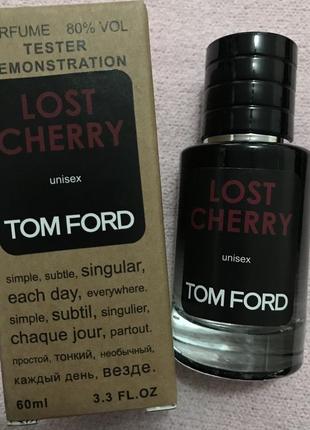 RFUME 80% VOL
TESTER
EMONSTRATION
LOST
CHERRY
unisex
TOM FORD
simple, subtle, singular,
each day, everywhere.
simple, subtil, singulier,
chaque jour, partout.
простой, тонкий, необычный,
каждый день, везде.
60ml 3.3 FL.OZ
LOST
CHERRY
unisex
TOM FORD